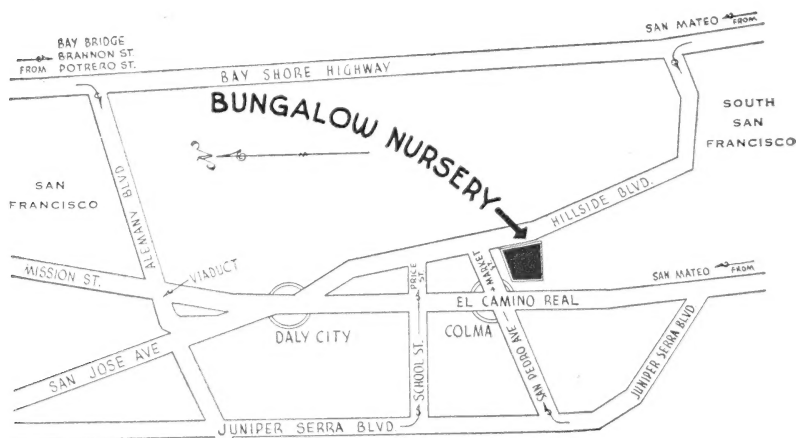 SAN MATEO
FROM
BAY BRIDGE
BRANNON ST.
FROM POTRERO ST.
BAY SHORE HIGHWAY
BUNGALOW NURSERY
SOUTH
SAN
FRANCISCO
SAN
FRANCISCO
ALEMANY BLVD
HILLSIDE BLVD.
MISSION ST.
VIADUCT
PRICE ST.
MARKET ST.
SAN MATEO FROM
EL CAMINO REAL
DALY CITY
COLMA
SAN JOSE AVE
SCHOOL ST.
SAN PEDRO AVE
JUNIPER SERRA BLVD
JUNIPER SERRA BLVD.